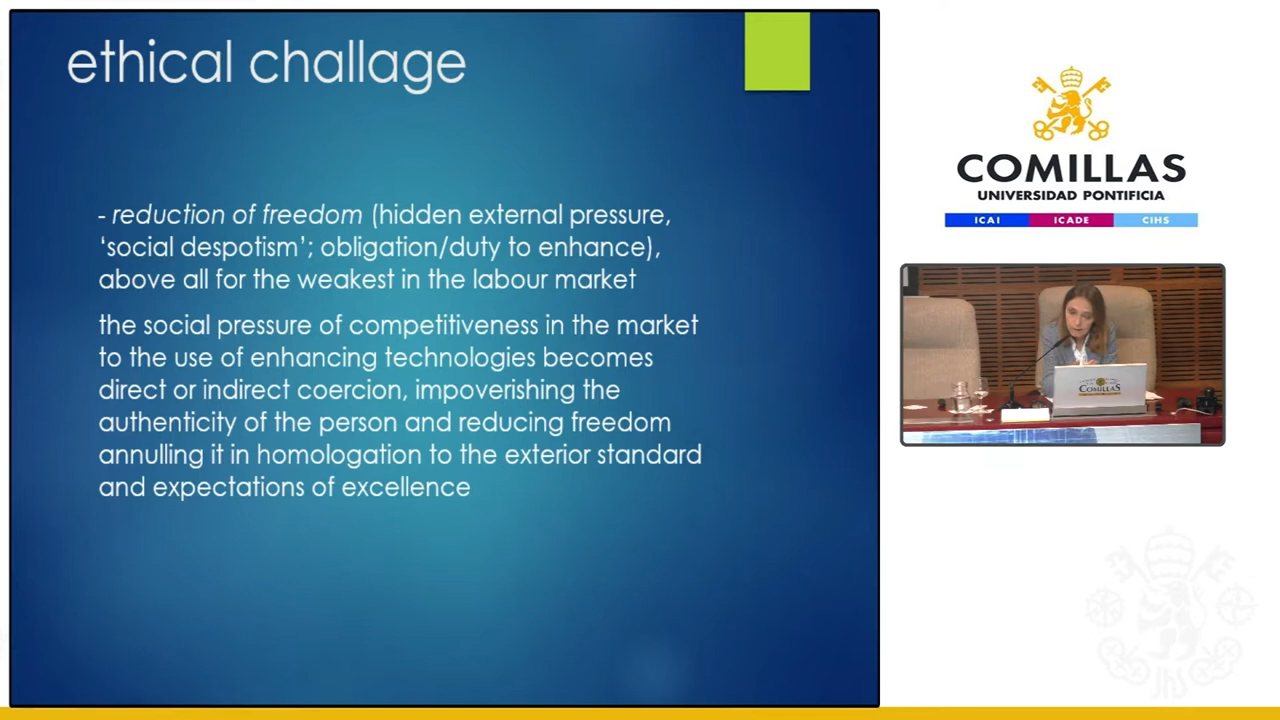 ethical challage
- reduction of freedom (hidden external pressure,
‘social despotism’; obligation/duty to enhance),
above all for the weakest in the labour market
the social pressure of competitiveness in the market
to the use of enhancing technologies becomes
direct or indirect coercion, impoverishing the
authenticity of the person and reducing freedom
annulling it in homologation to the exterior standard
and expectations of excellence
COMILLAS
UNIVERSIDAD PONTIFICIA
ICAI ICADE CIHS
COMILLAS